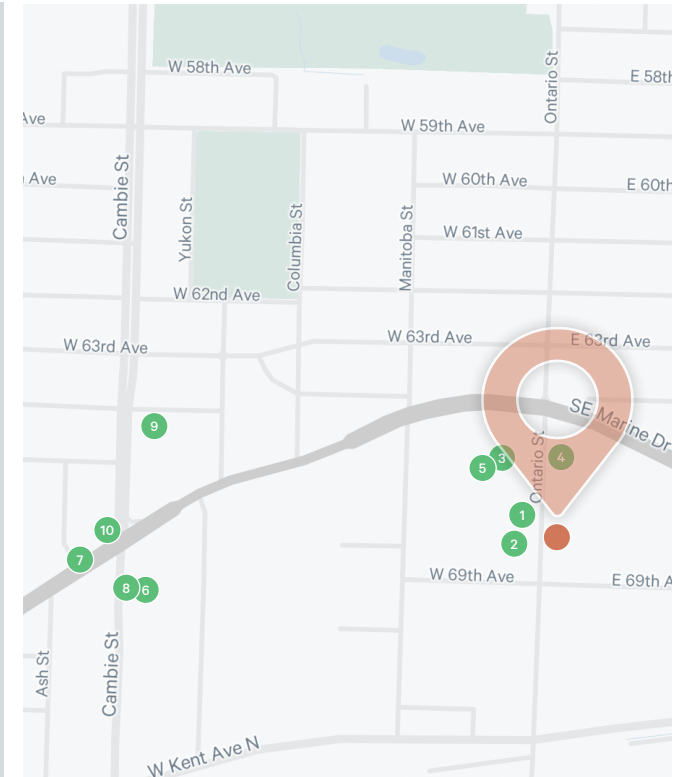 W 58th Ave
Ontario St
E 58th
Ave
W 59th Ave
Cambie St
Ave
W 60th Ave
E 60th
Yukon St
Columbia St
Manitoba St
W 61st Ave
W 62nd Ave
W 63rd Ave
W 63rd Ave
E 63rd Ave
SE Marine Dr
9
Ontario St
3
4
5
1
10
2
7
8
6
W 69th Ave
E 69th A
Ash St
Cambie St
W Kent Ave N